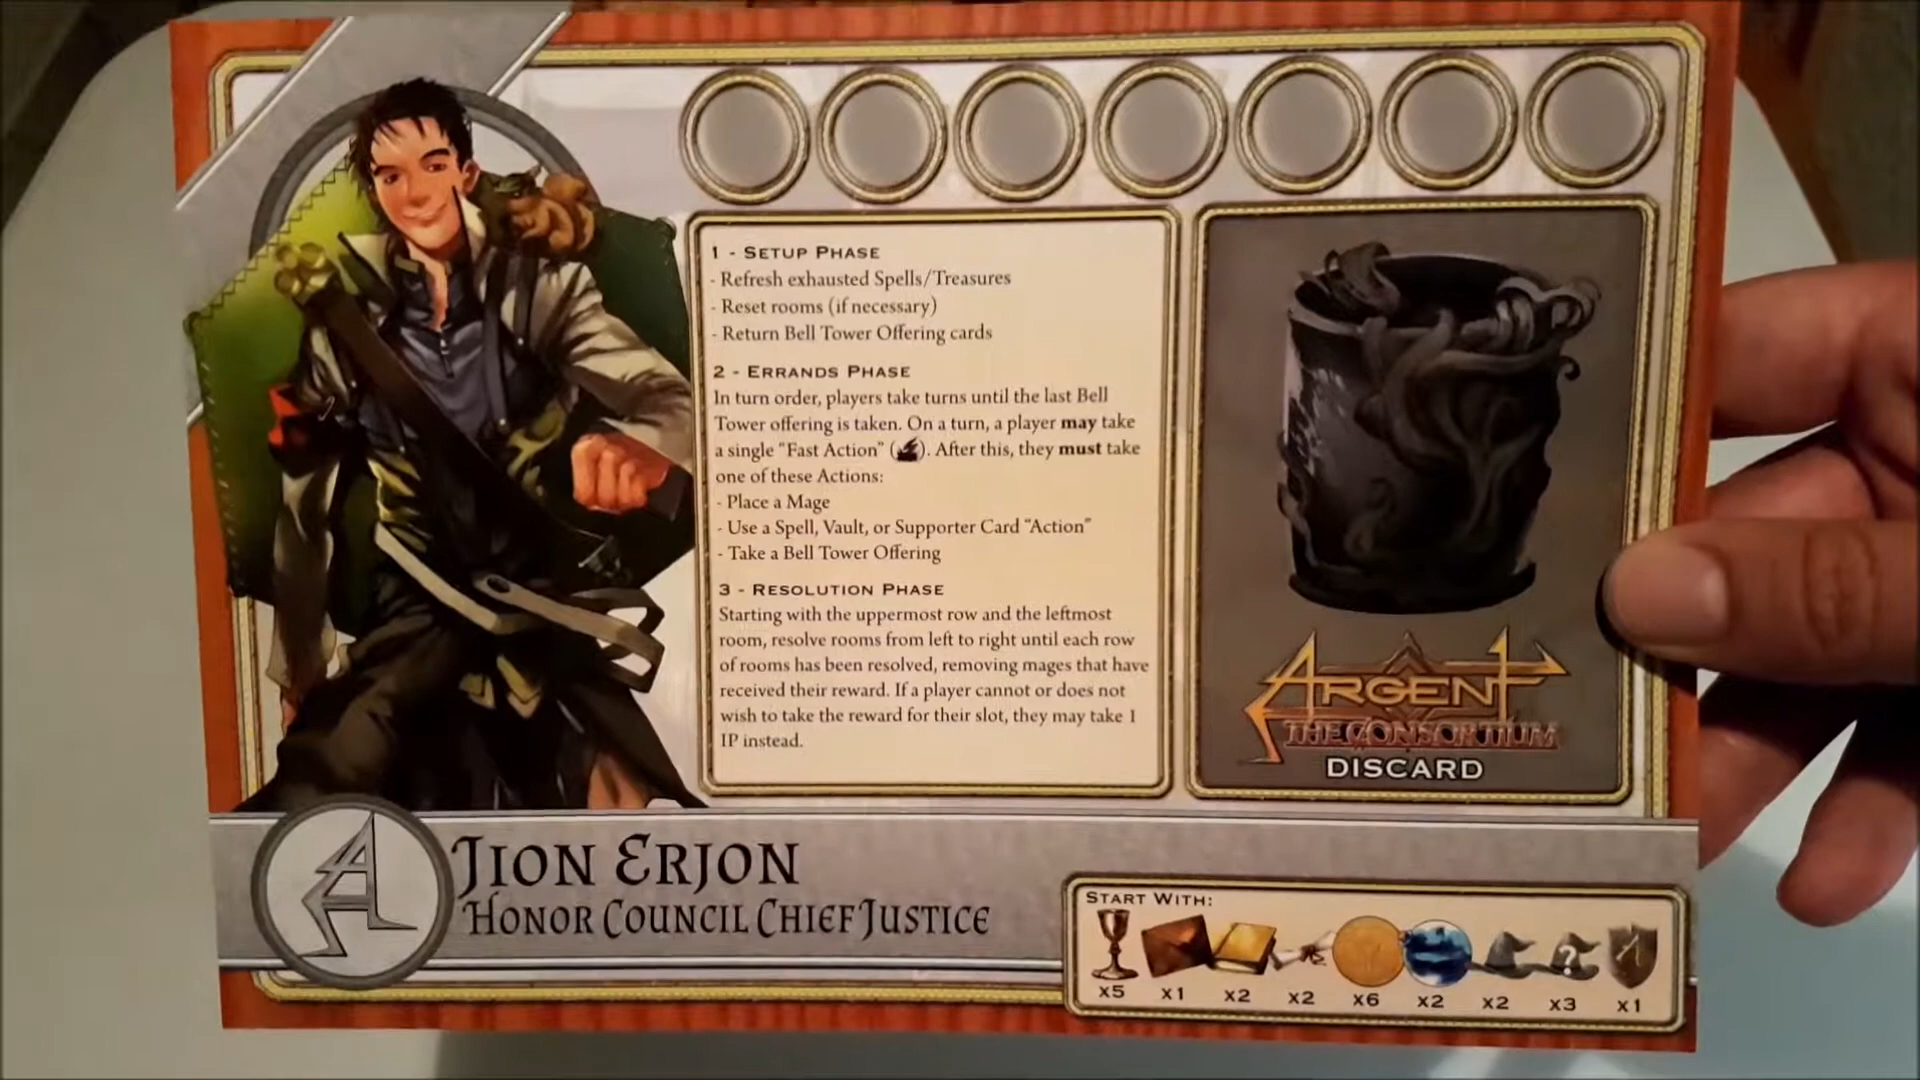 1 - SETUP PHASE
- Refresh exhausted Spells/Treasures
- Reset rooms (if necessary)
- Return Bell Tower Offering cards
2 - ERRANDS PHASE
In turn order, players take turns until the last Bell
Tower offering is taken. On a turn, a player may take
a single "Fast Action" ( ). After this, they must take
one of these Actions:
- Place a Mage
- Use a Spell, Vault, or Supporter Card "Action"
- Take a Bell Tower Offering
3 - RESOLUTION PHASE
Starting with the uppermost row and the leftmost
room, resolve rooms from left to right until each row
of rooms has been resolved, removing mages that have
received their reward. If a player cannot or does not
wish to take the reward for their slot, they may take 1
IP instead.
ARGENT
THE CONSORTIUM
DISCARD
JION ERJON
HONOR COUNCIL CHIEF JUSTICE
START WITH:
?
x5 x1 x2 x2 x6 x2 x2 x3 x1